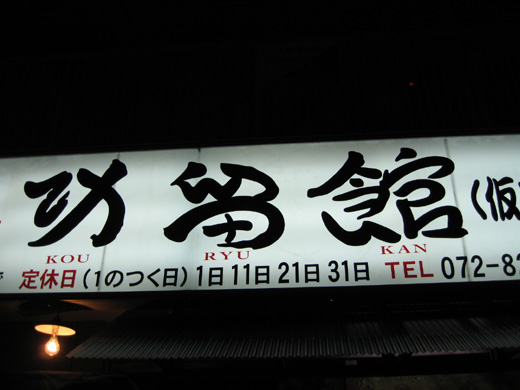 功留館 (仮
KOU RYU KAN
定休日(1のつく日) 1日 11日 21日 31日 TEL 072-82